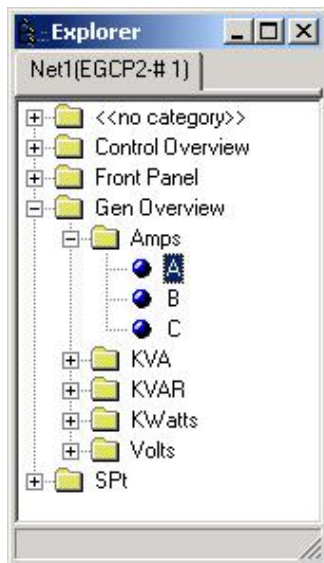 Explorer
Net1(EGCP2-# 1)
<<no category>>
Control Overview
Front Panel
Gen Overview
Amps
A
B
C
KVA
KVAR
KWatts
Volts
SPt